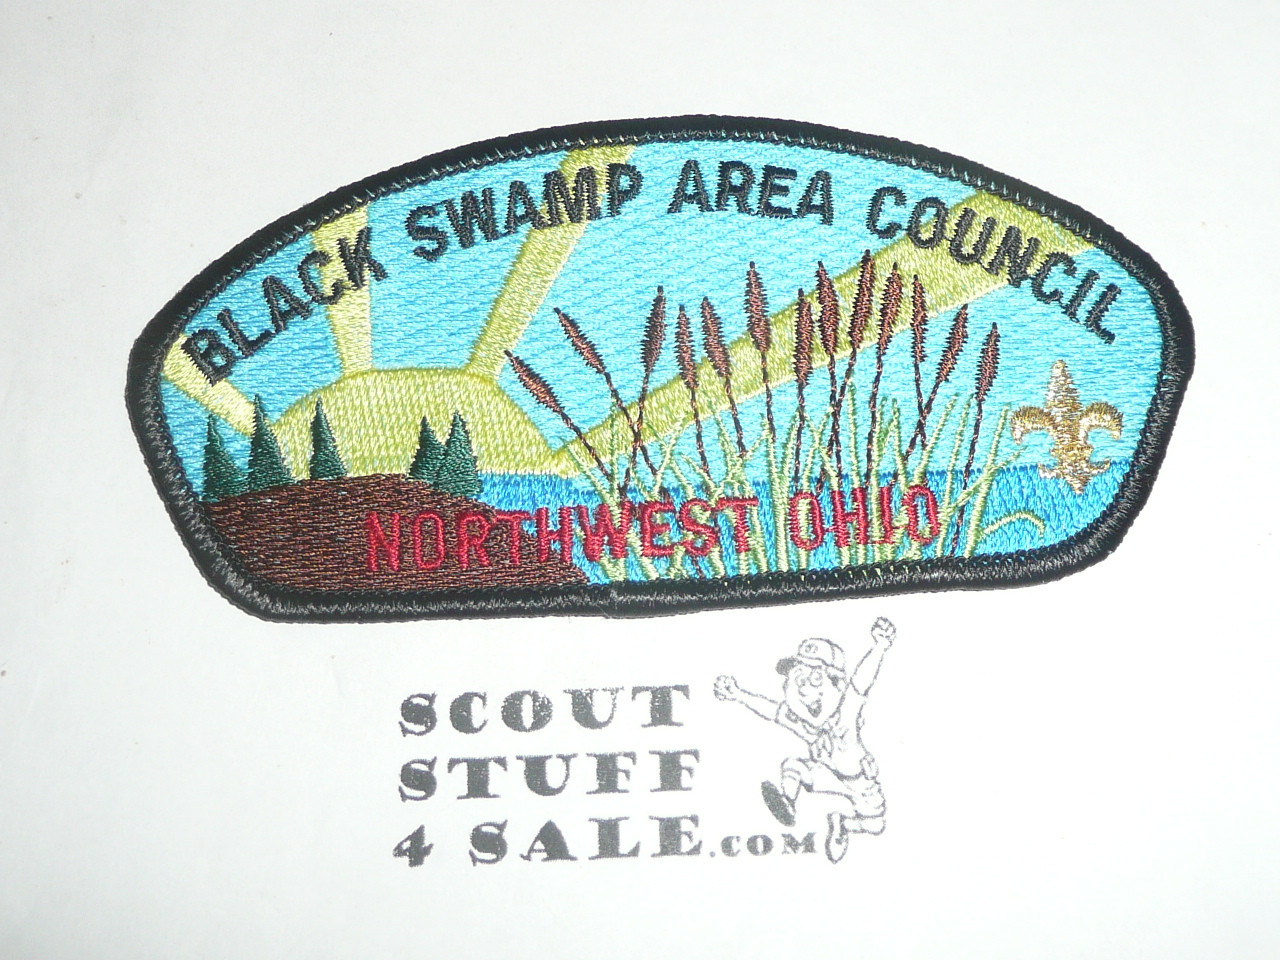 BLACK SWAMP AREA COUNCIL
NORTHWEST OHIO
SCOUT
STUFF
4 SALE.COM